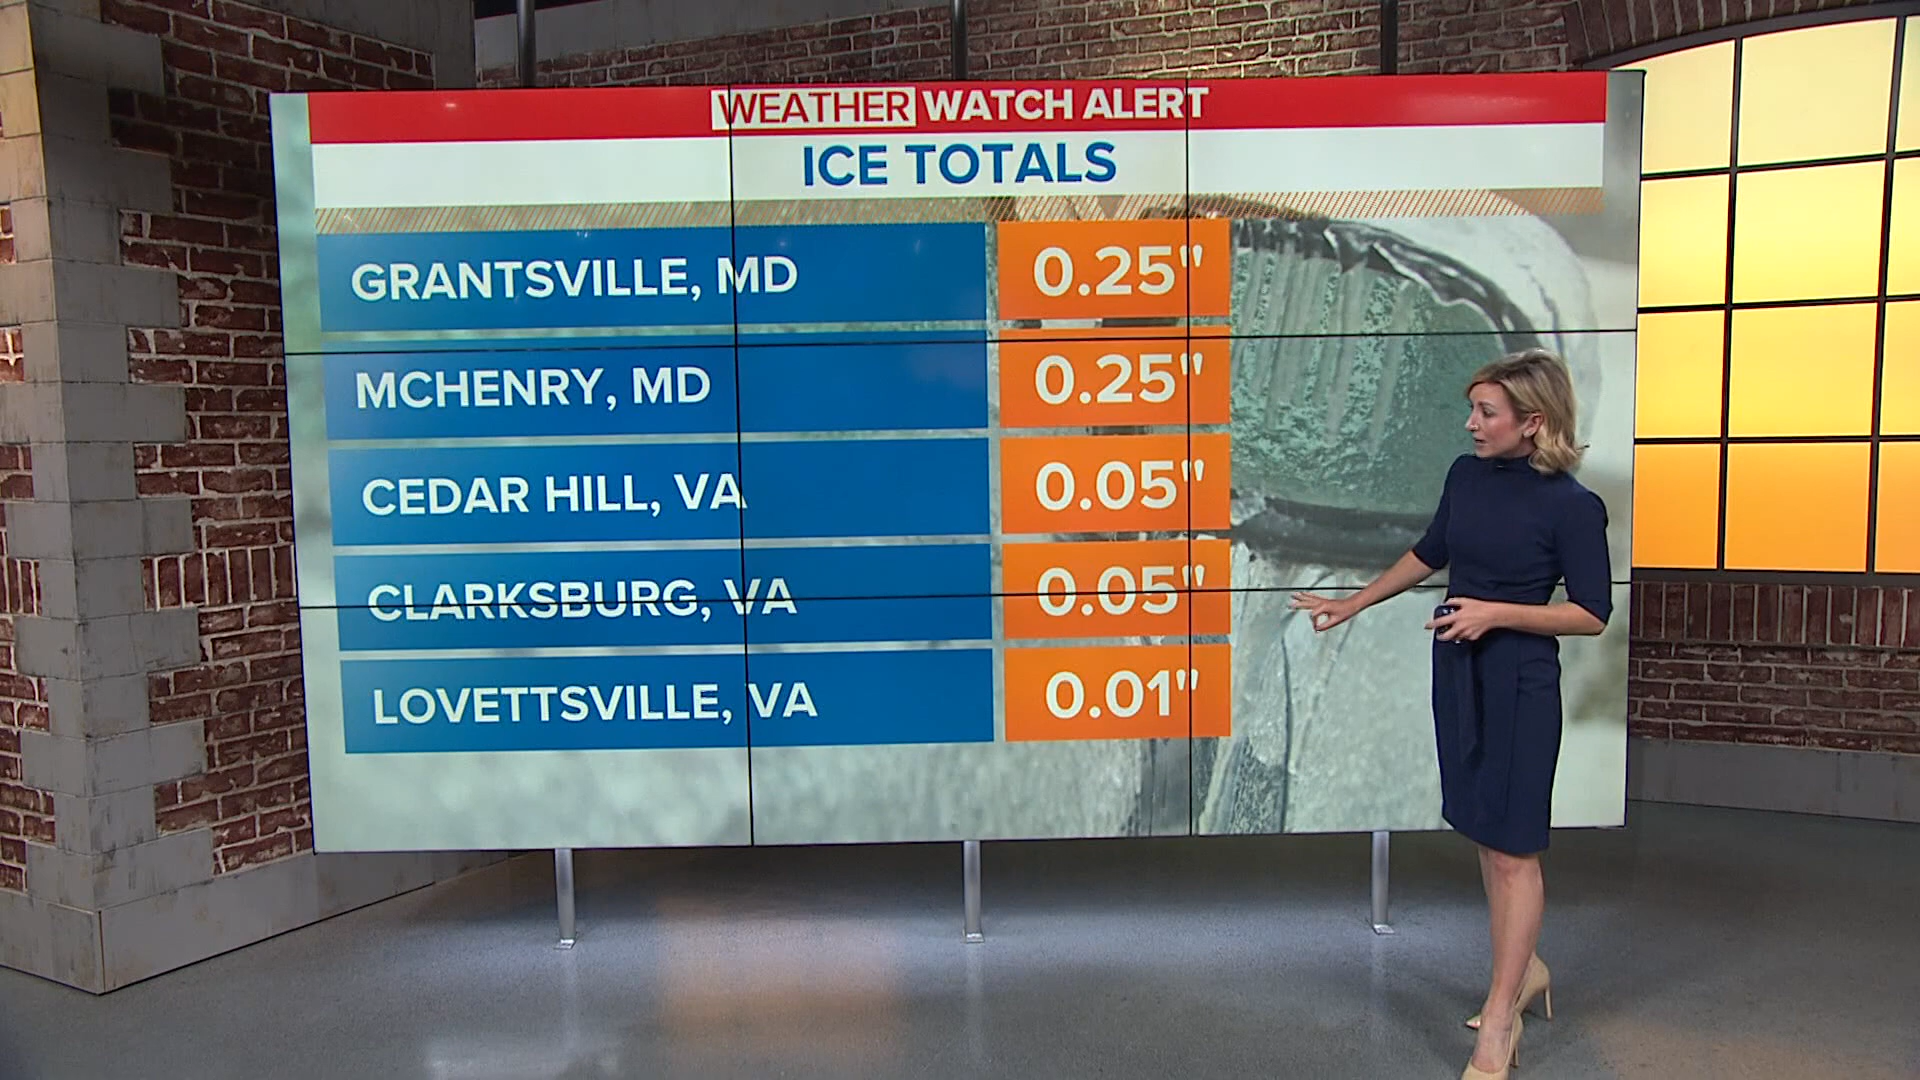 WEATHER WATCH ALERT
ICE TOTALS
GRANTSVILLE, MD 0.25"
MCHENRY, MD 0.25"
CEDAR HILL, VA 0.05"
CLARKSBURG, VA 0.05"
LOVETTSVILLE, VA 0.01"